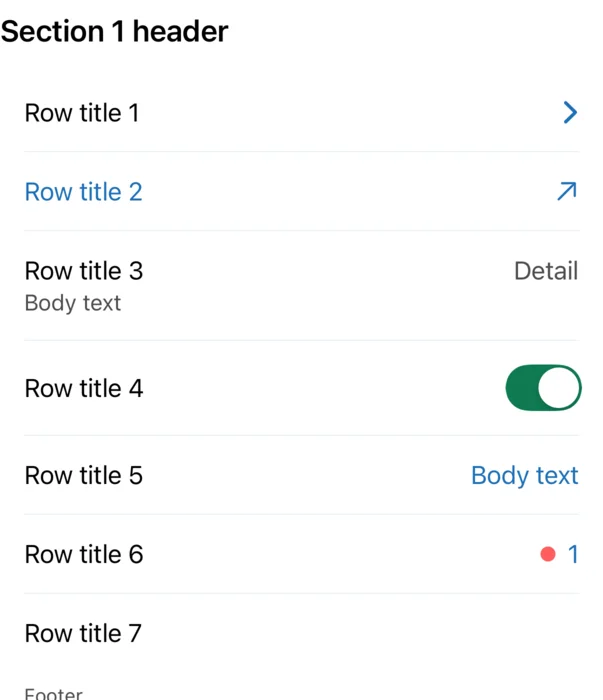 Section 1 header
Row title 1
Row title 2
Row title 3
Detail
Body text
Row title 4
Row title 5
Body text
Row title 6
1
Row title 7
Footer